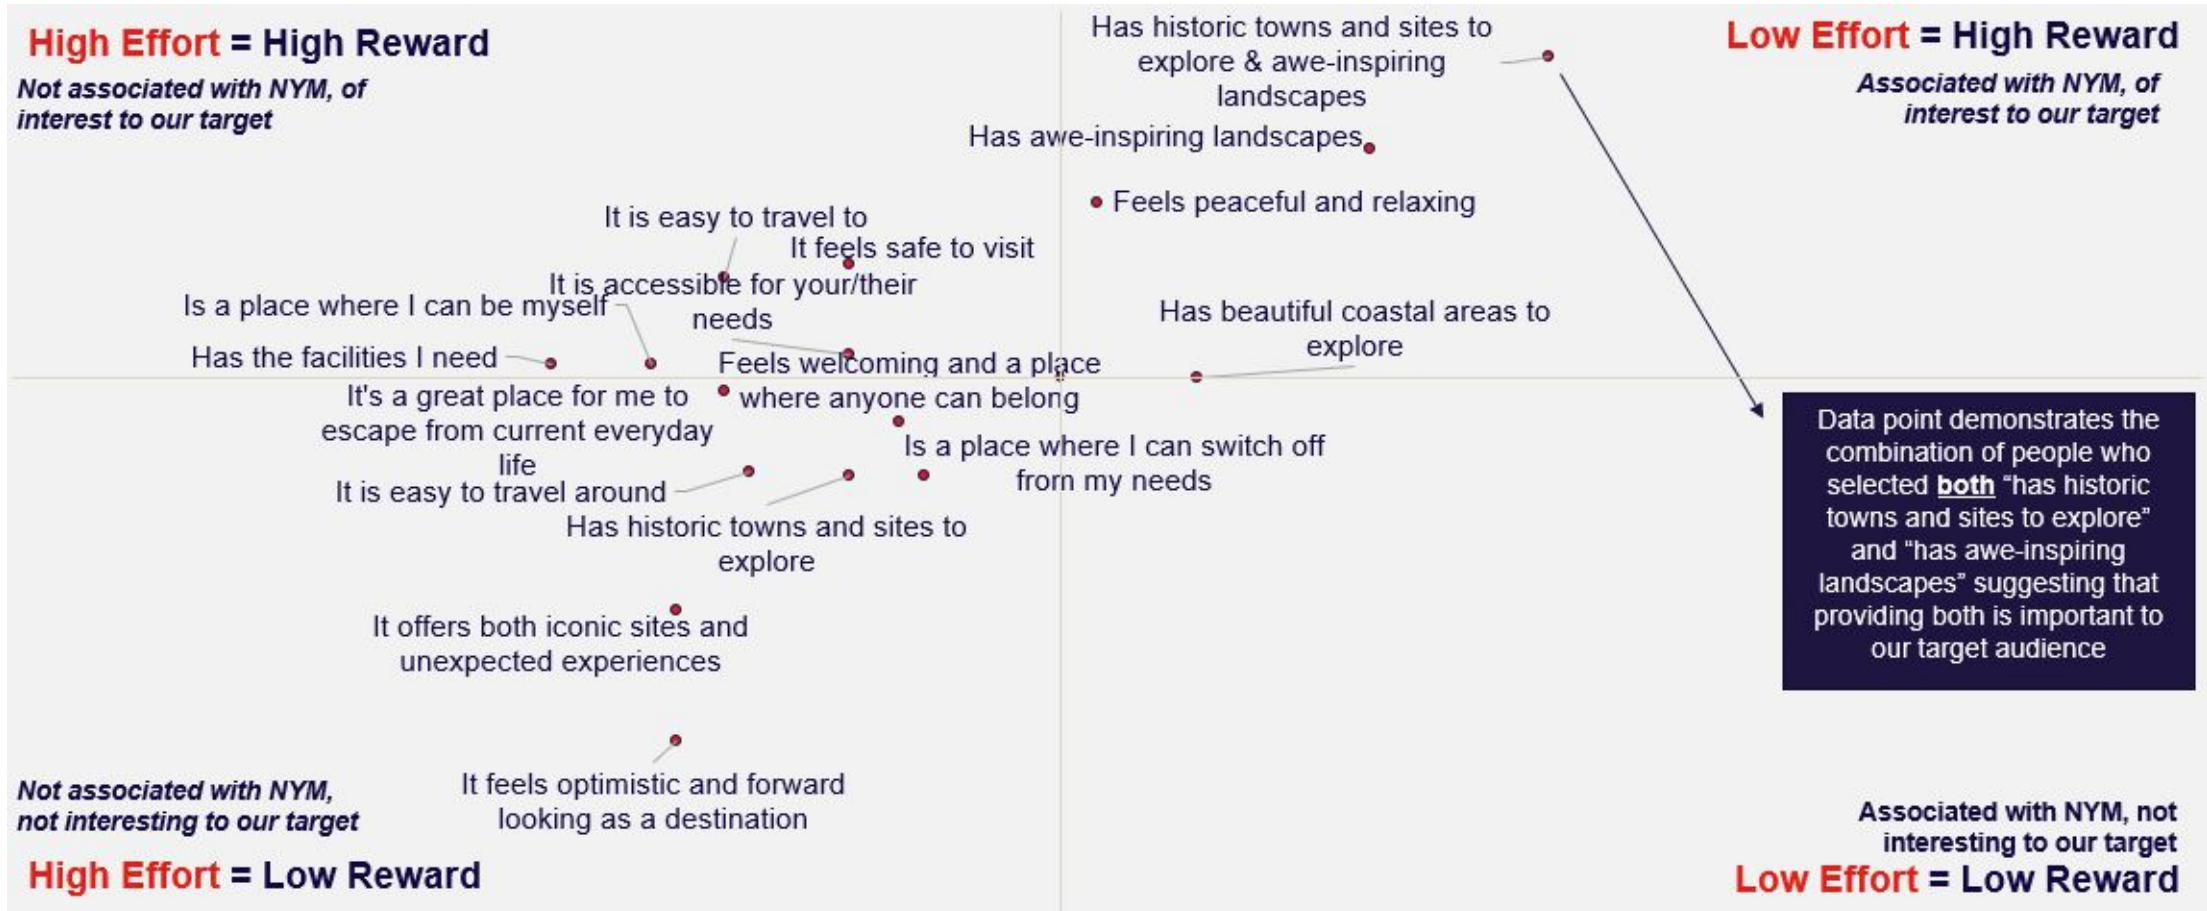 High Effort = High Reward
Not associated with NYM, of
interest to our target
Has historic towns and sites to
explore & awe-inspiring
landscapes
Low Effort = High Reward
Associated with NYM, of
interest to our target
Has awe-inspiring landscapes
Feels peaceful and relaxing
It is easy to travel to
It feels safe to visit
It is accessible for your/their
needs
Is a place where I can be myself
Has beautiful coastal areas to
explore
Has the facilities I need
Feels welcoming and a place
where anyone can belong
It's a great place for me to
escape from current everyday
life
Is a place where I can switch off
from my needs
It is easy to travel around
Has historic towns and sites to
explore
Data point demonstrates the
combination of people who
selected both “has historic
towns and sites to explore”
and “has awe-inspiring
landscapes” suggesting that
providing both is important to
our target audience
It offers both iconic sites and
unexpected experiences
It feels optimistic and forward
looking as a destination
Not associated with NYM,
not interesting to our target
High Effort = Low Reward
Associated with NYM, not
interesting to our target
Low Effort = Low Reward